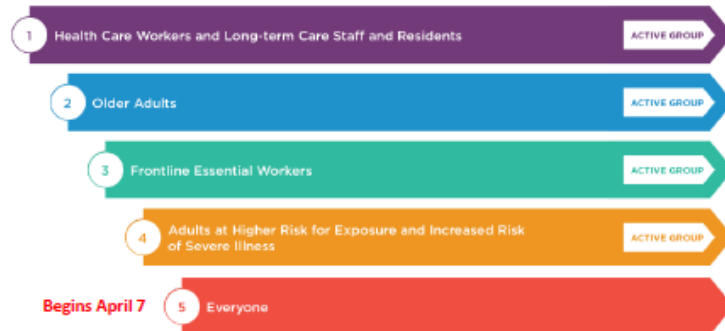 1 Health Care Workers and Long-term Care Staff and Residents ACTIVE GROUP
2 Older Adults ACTIVE GROUP
3 Frontline Essential Workers ACTIVE GROUP
4 Adults at Higher Risk for Exposure and Increased Risk
of Severe Illness ACTIVE GROUP
Begins April 7 5 Everyone